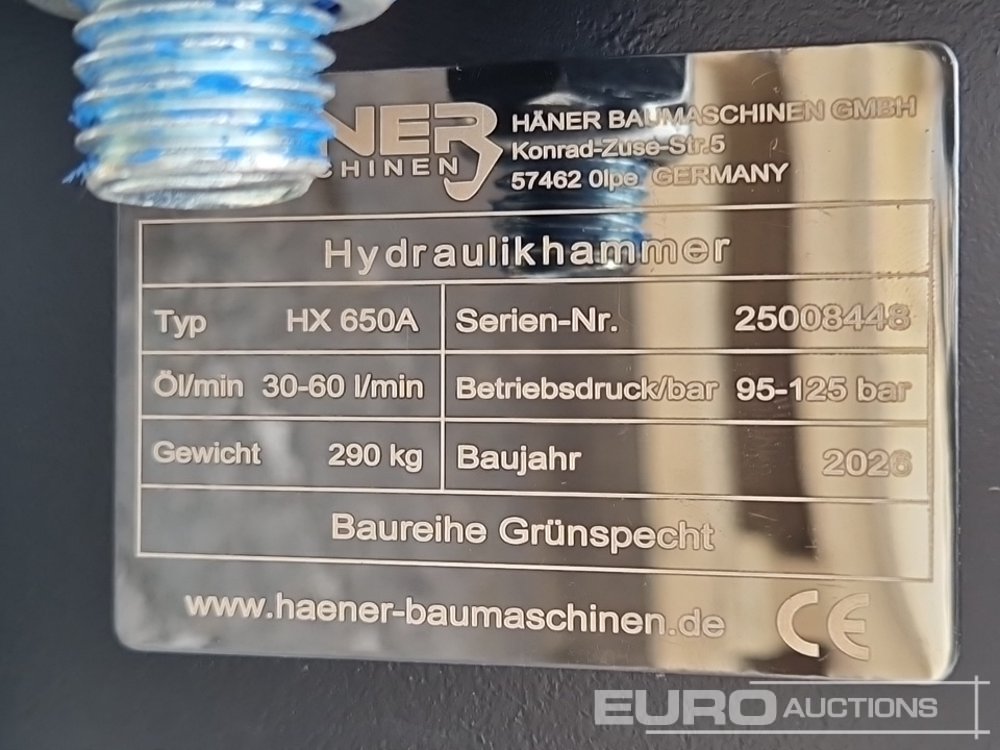 NER HÄNER BAUMASCHINEN GMBH
CHINEN Konrad-Zuse-Str.5
57462 Olpe GERMANY
Hydraulikhammer
Typ HX 650A Serien-Nr. 25008448
Öl/min 30-60 l/min Betriebsdruck/bar 95-125 bar
Gewicht 290 kg Baujahr 2026
Baureihe Grünspecht
www.haener-baumaschinen.de CE
EURO AUCTIONS